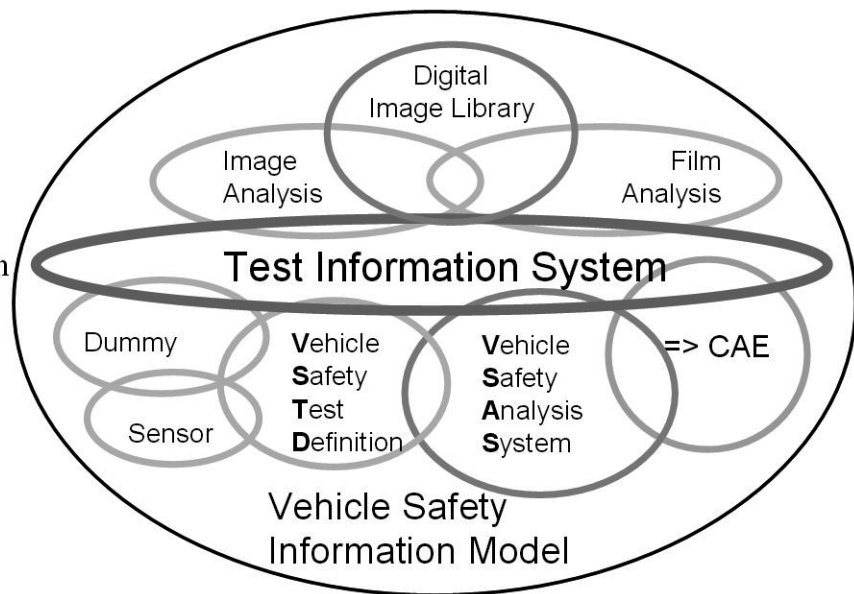 Digital
Image Library
Image
Analysis
Film
Analysis
n
Test Information System
Dummy
Sensor
Vehicle
Safety
Test
Definition
Vehicle
Safety
Analysis
System
=> CAE
Vehicle Safety
Information Model